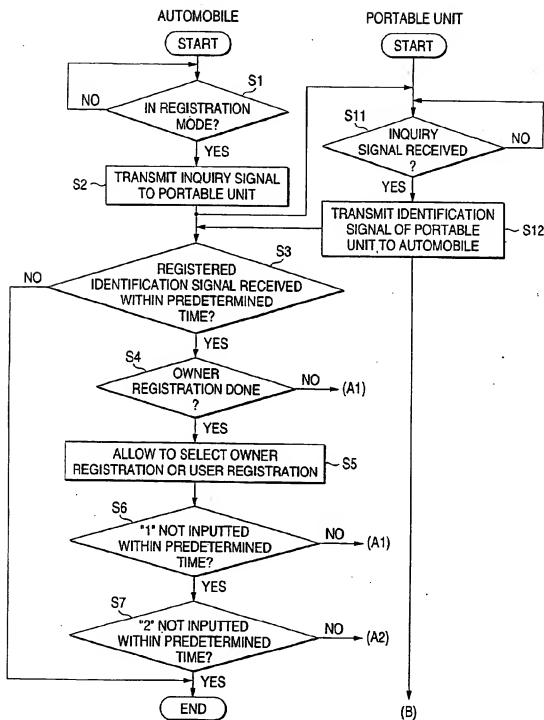 AUTOMOBILE
START
S1
NO
IN REGISTRATION
MODE?
YES
S2
TRANSMIT INQUIRY SIGNAL
TO PORTABLE UNIT
S3
NO
REGISTERED
IDENTIFICATION SIGNAL RECEIVED
WITHIN PREDETERMINED
TIME?
YES
S4
OWNER
REGISTRATION DONE
?
NO
(A1)
YES
ALLOW TO SELECT OWNER
REGISTRATION OR USER REGISTRATION
S5
S6
"1" NOT INPUTTED
WITHIN PREDETERMINED
TIME?
NO
(A1)
YES
S7
"2" NOT INPUTTED
WITHIN PREDETERMINED
TIME?
NO
(A2)
YES
END
PORTABLE UNIT
START
S11
INQUIRY
SIGNAL RECEIVED
?
NO
YES
TRANSMIT IDENTIFICATION
SIGNAL OF PORTABLE
UNIT TO AUTOMOBILE
S12
(B)